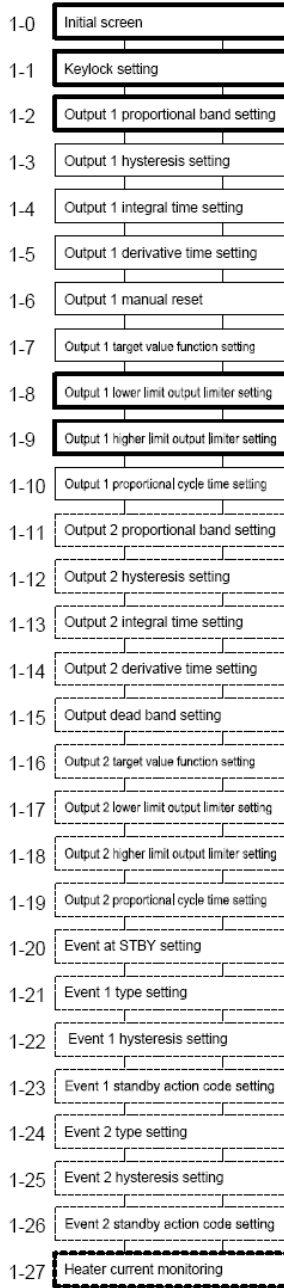 1-0 Initial screen
1-1 Keylock setting
1-2 Output 1 proportional band setting
1-3 Output 1 hysteresis setting
1-4 Output 1 integral time setting
1-5 Output 1 derivative time setting
1-6 Output 1 manual reset
1-7 Output 1 target value function setting
1-8 Output 1 lower limit output limiter setting
1-9 Output 1 higher limit output limiter setting
1-10 Output 1 proportional cycle time setting
1-11 Output 2 proportional band setting
1-12 Output 2 hysteresis setting
1-13 Output 2 integral time setting
1-14 Output 2 derivative time setting
1-15 Output dead band setting
1-16 Output 2 target value function setting
1-17 Output 2 lower limit output limiter setting
1-18 Output 2 higher limit output limiter setting
1-19 Output 2 proportional cycle time setting
1-20 Event at STBY setting
1-21 Event 1 type setting
1-22 Event 1 hysteresis setting
1-23 Event 1 standby action code setting
1-24 Event 2 type setting
1-25 Event 2 hysteresis setting
1-26 Event 2 standby action code setting
1-27 Heater current monitoring